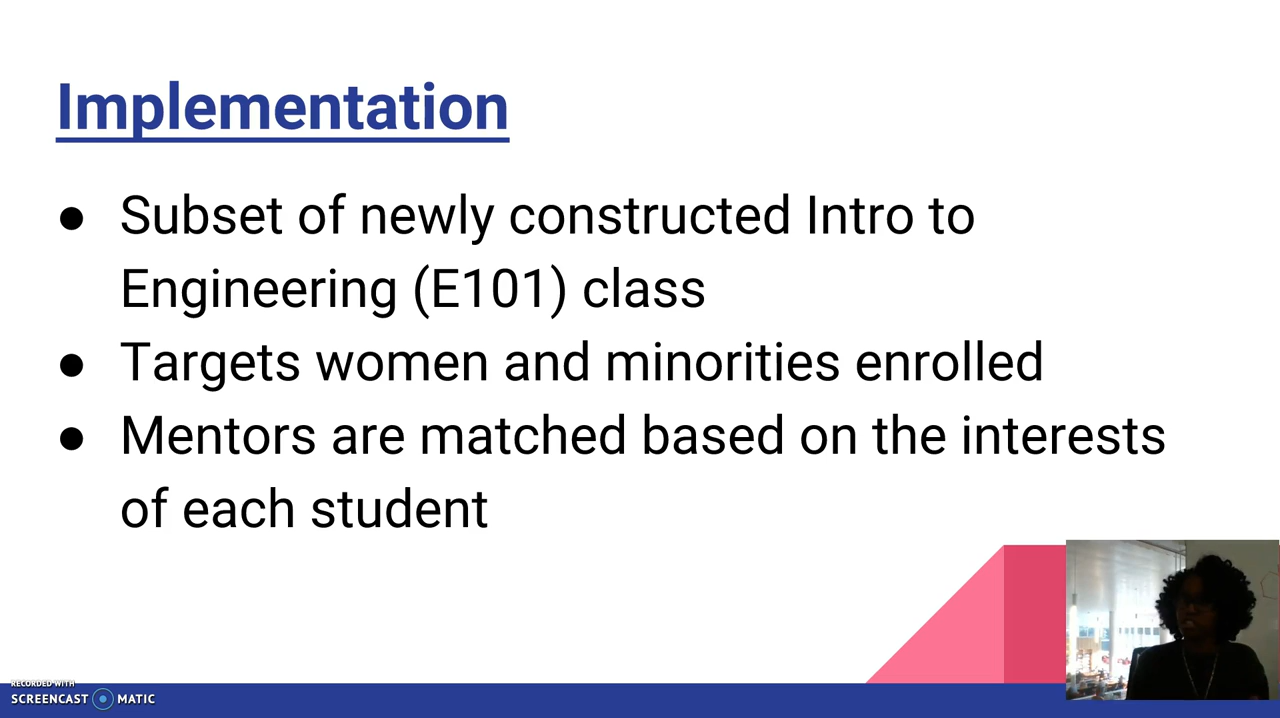 Implementation
● Subset of newly constructed Intro to
Engineering (E101) class
● Targets women and minorities enrolled
● Mentors are matched based on the interests
of each student
RECORDED WITH
SCREENCAST MATIC